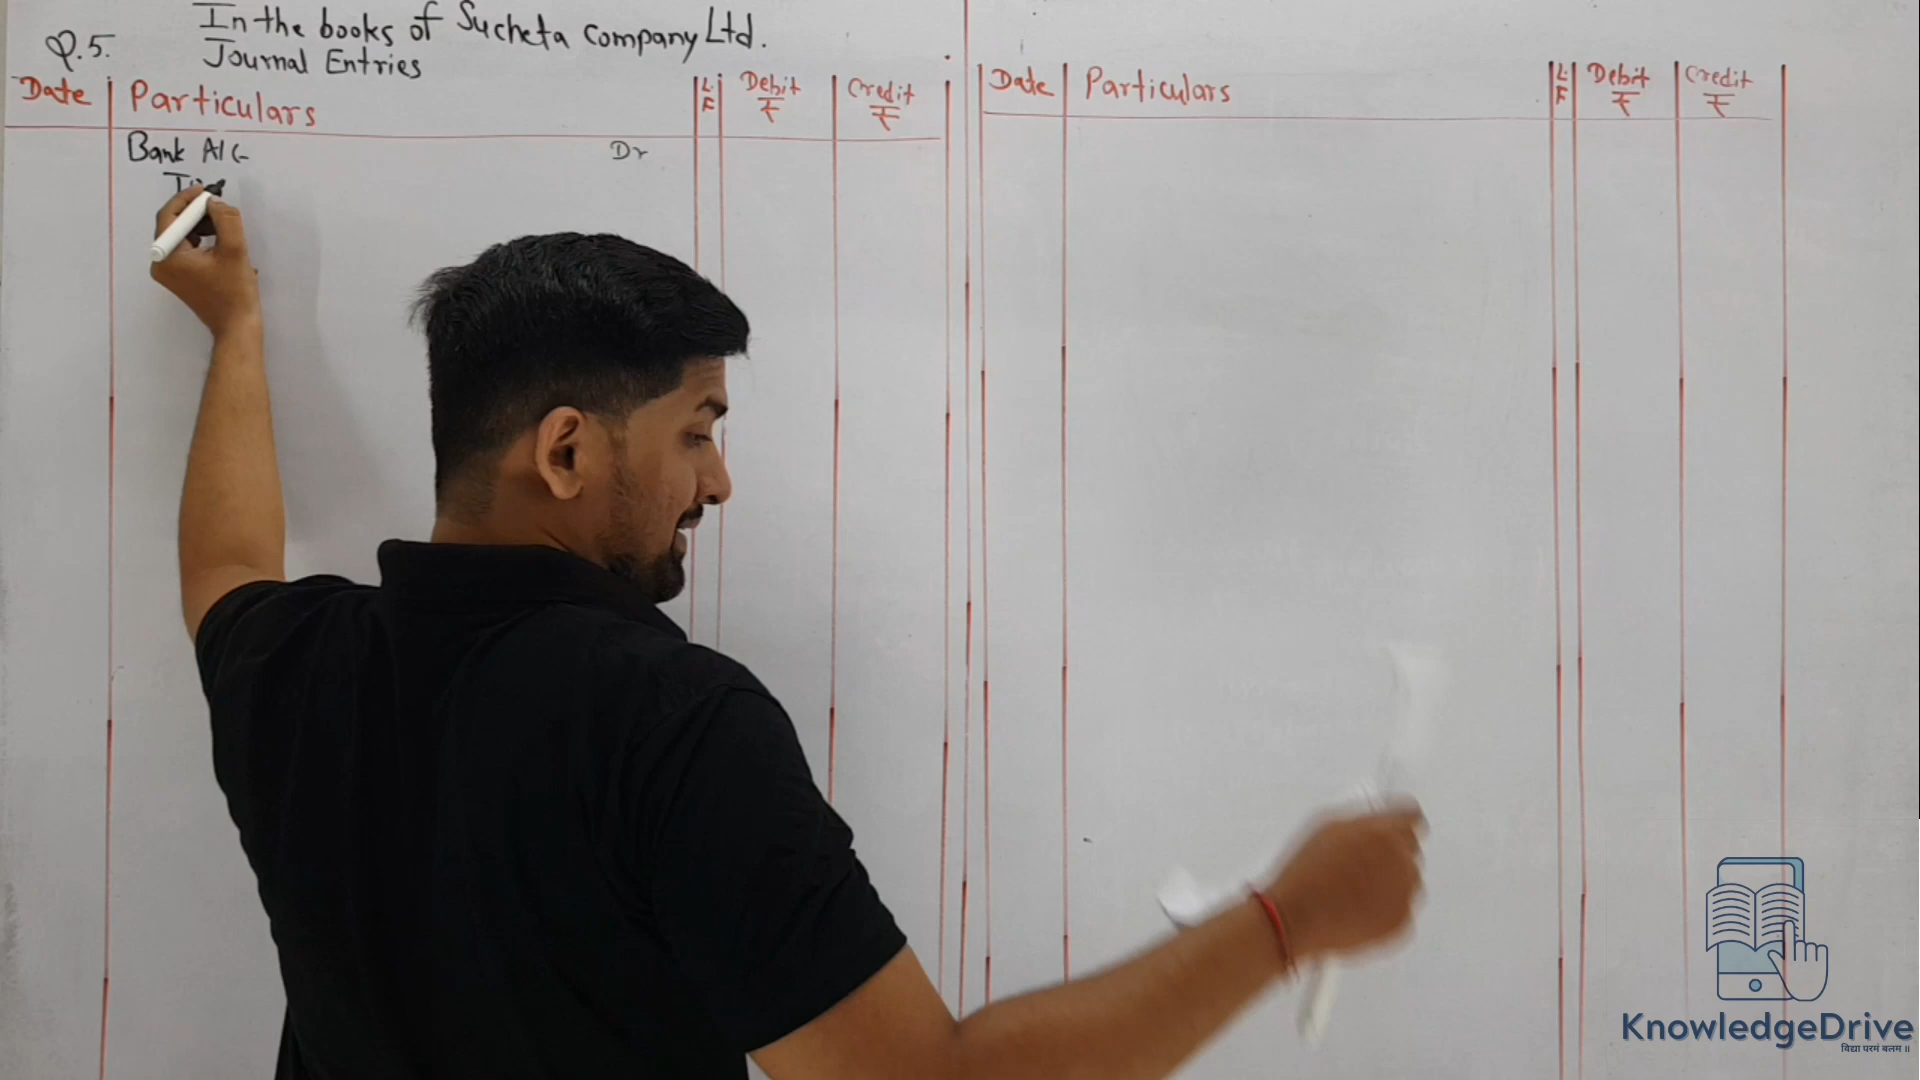 Q.5.
In the books of Sucheta Company Ltd.
Journal Entries
Date Particulars L.F Debit ₹ Credit ₹
Bank A/c- Dr
Date Particulars L.F Debit ₹ Credit ₹
KnowledgeDrive
विद्या परमं बलम ॥